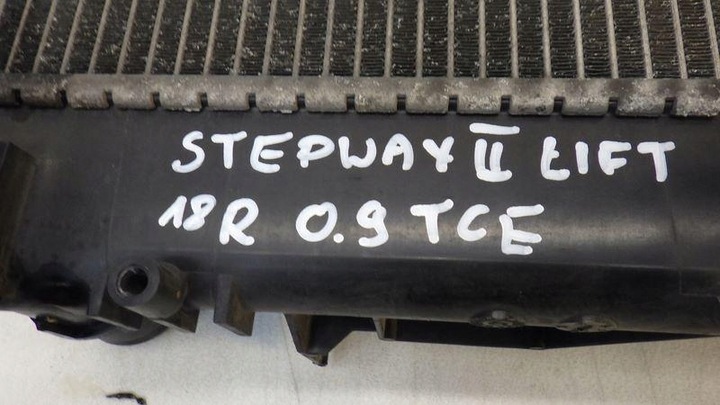 STEPWAY II ŁIFT
18R 0.9 TCE